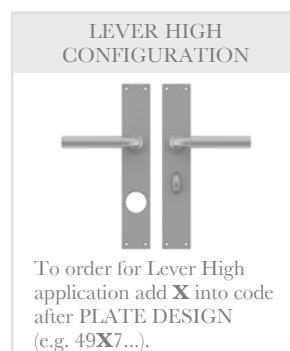 LEVER HIGH
CONFIGURATION
To order for Lever High
application add X into code
after PLATE DESIGN
(e.g. 49X7...).